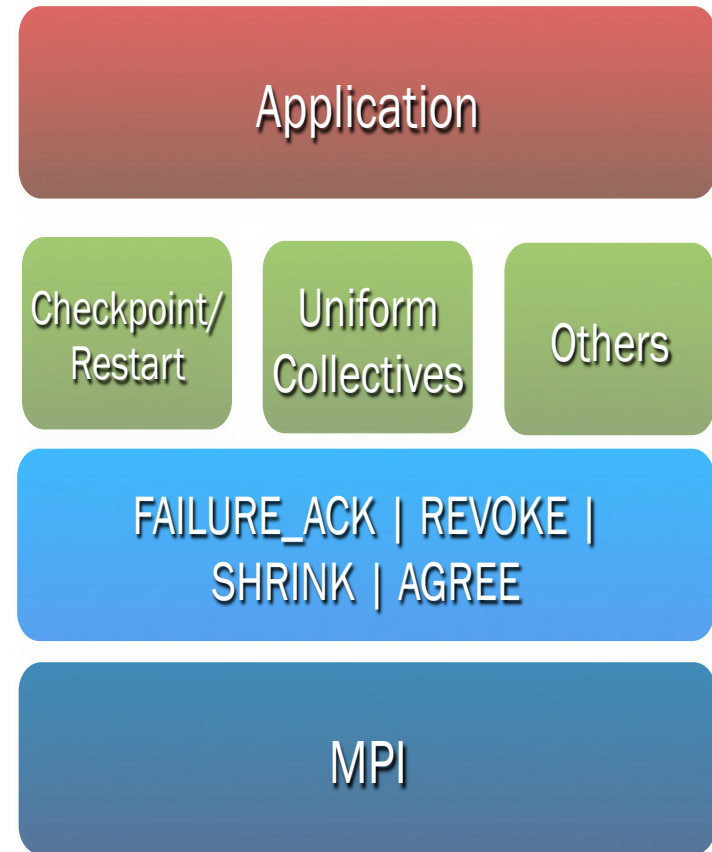 Application
Checkpoint/
Restart
Uniform
Collectives
Others
FAILURE_ACK | REVOKE |
SHRINK | AGREE
MPI